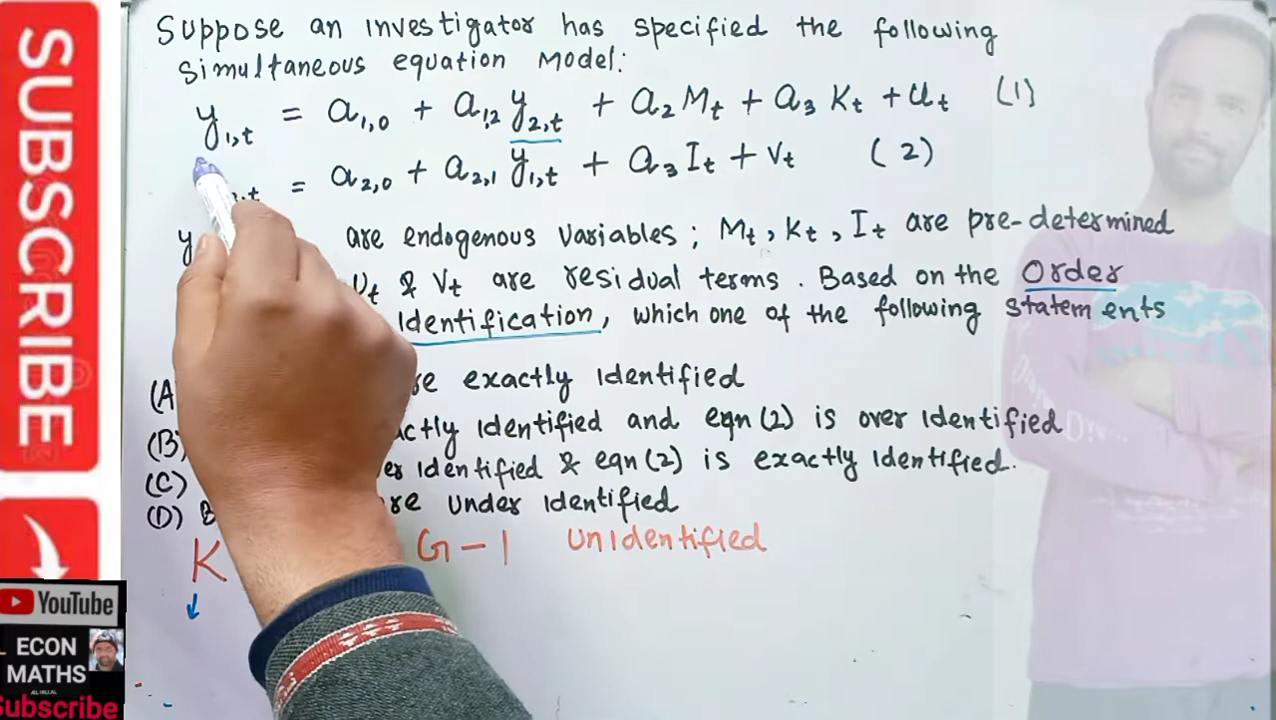 SUBSCRIBE
Suppose an investigator has specified the following
simultaneous equation Model:
y1,t = a1,0 + a1,2 y2,t + a2 Mt + a3 Kt + Ut (1)
= a2,0 + a2,1 y1,t + a3 It + Vt (2)
y are endogenous variables; Mt, Kt, It are pre-determined
Ut & Vt are residual terms. Based on the Order
Identification, which one of the following statements
(A) exactly identified
(B) identified and eqn (2) is over identified
(C) identified & eqn (2) is exactly identified.
(D) under identified
K G-1 Unidentified
YouTube
ECON
MATHS
Subscribe